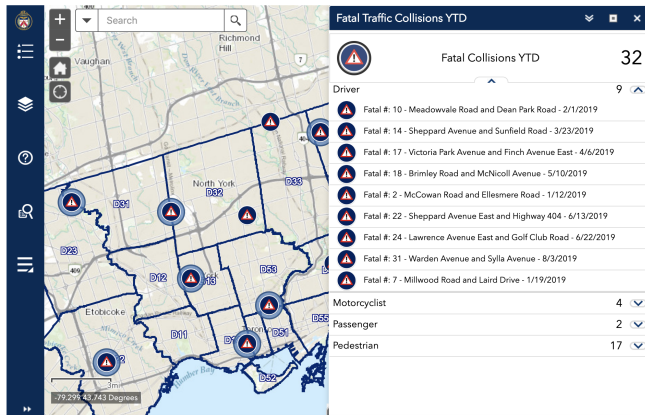 Search
Richmond
Hill
Vaughan
7
404
North York
D32
D33
D31
D23
409
D12
D53
Etobicoke
D11
D51
D55
D52
Humber Bay
3mi
-79.299 43.743 Degrees
Fatal Traffic Collisions YTD
Fatal Collisions YTD 32
Driver 9
Fatal #: 10 - Meadowvale Road and Dean Park Road - 2/1/2019
Fatal #: 14 - Sheppard Avenue and Sunfield Road - 3/23/2019
Fatal #: 17 - Victoria Park Avenue and Finch Avenue East - 4/6/2019
Fatal #: 18 - Brimley Road and McNicoll Avenue - 5/10/2019
Fatal #: 2 - McCowan Road and Ellesmere Road - 1/12/2019
Fatal #: 22 - Sheppard Avenue East and Highway 404 - 6/13/2019
Fatal #: 24 - Lawrence Avenue East and Golf Club Road - 6/22/2019
Fatal #: 31 - Warden Avenue and Sylla Avenue - 8/3/2019
Fatal #: 7 - Millwood Road and Laird Drive - 1/19/2019
Motorcyclist 4
Passenger 2
Pedestrian 17